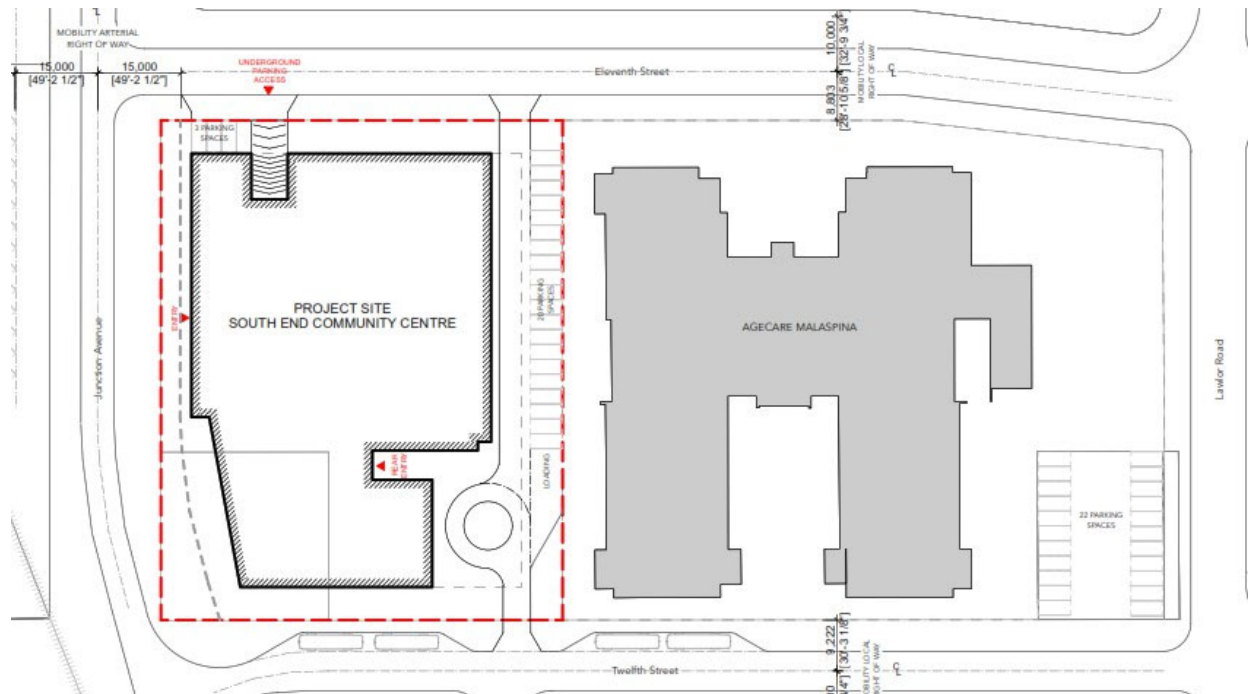 MOBILITY ARTERIAL
RIGHT OF WAY
15,000
[49'-2 1/2"]
15,000
[49'-2 1/2"]
UNDERGROUND
PARKING
ACCESS
Eleventh Street
10,000
[32'-9 3/4"]
8,803
[28'-10 5/8"]
MOBILITY LOCAL
RIGHT OF WAY
3 PARKING
SPACES
ENTRY
PROJECT SITE
SOUTH END COMMUNITY CENTRE
20 PARKING
SPACES
AGECARE MALASPINA
Junction Avenue
Lawlor Road
REAR
ENTRY
LOADING
22 PARKING
SPACES
9,222
[30'-3 1/8"]
MOBILITY LOCAL
RIGHT OF WAY
Twelfth Street